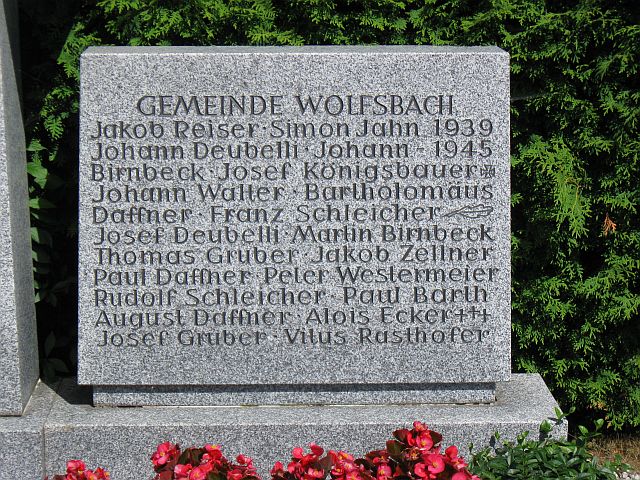 GEMEINDE WOLFSBACH
Jakob Reiser · Simon Jahn 1939
Johann Deubelli · Johann - 1945
Birnbeck · Josef Königsbauer
Johann Walter · Bartholomäus
Daffner · Franz Schleicher
Josef Deubelli · Martin Birnbeck
Thomas Gruber · Jakob Zellner
Paul Daffner · Peter Westermeier
Rudolf Schleicher · Paul Barth
August Daffner · Alois Ecker †††
Josef Gruber · Vitus Rasthofer